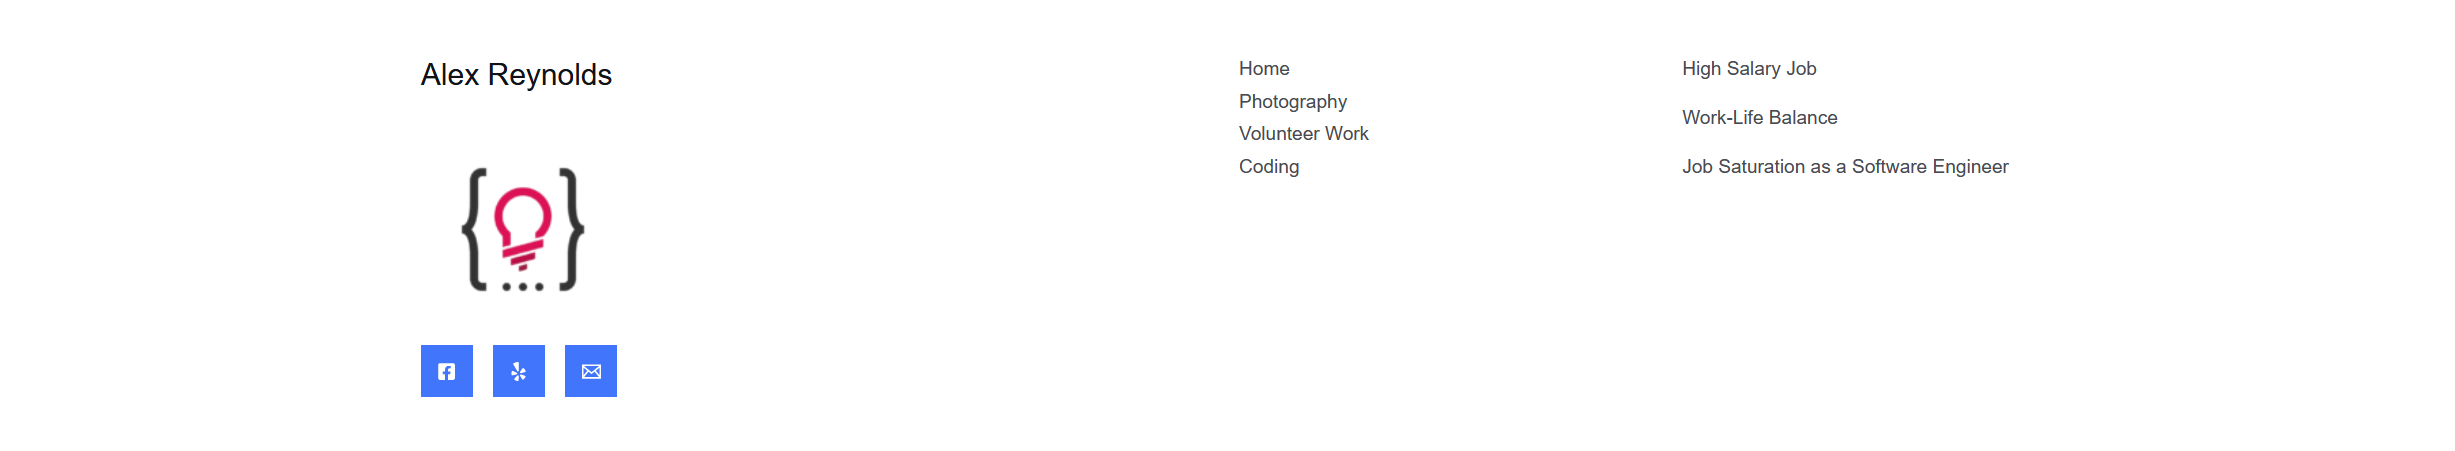 Alex Reynolds
Home
Photography
Volunteer Work
Coding
High Salary Job
Work-Life Balance
Job Saturation as a Software Engineer